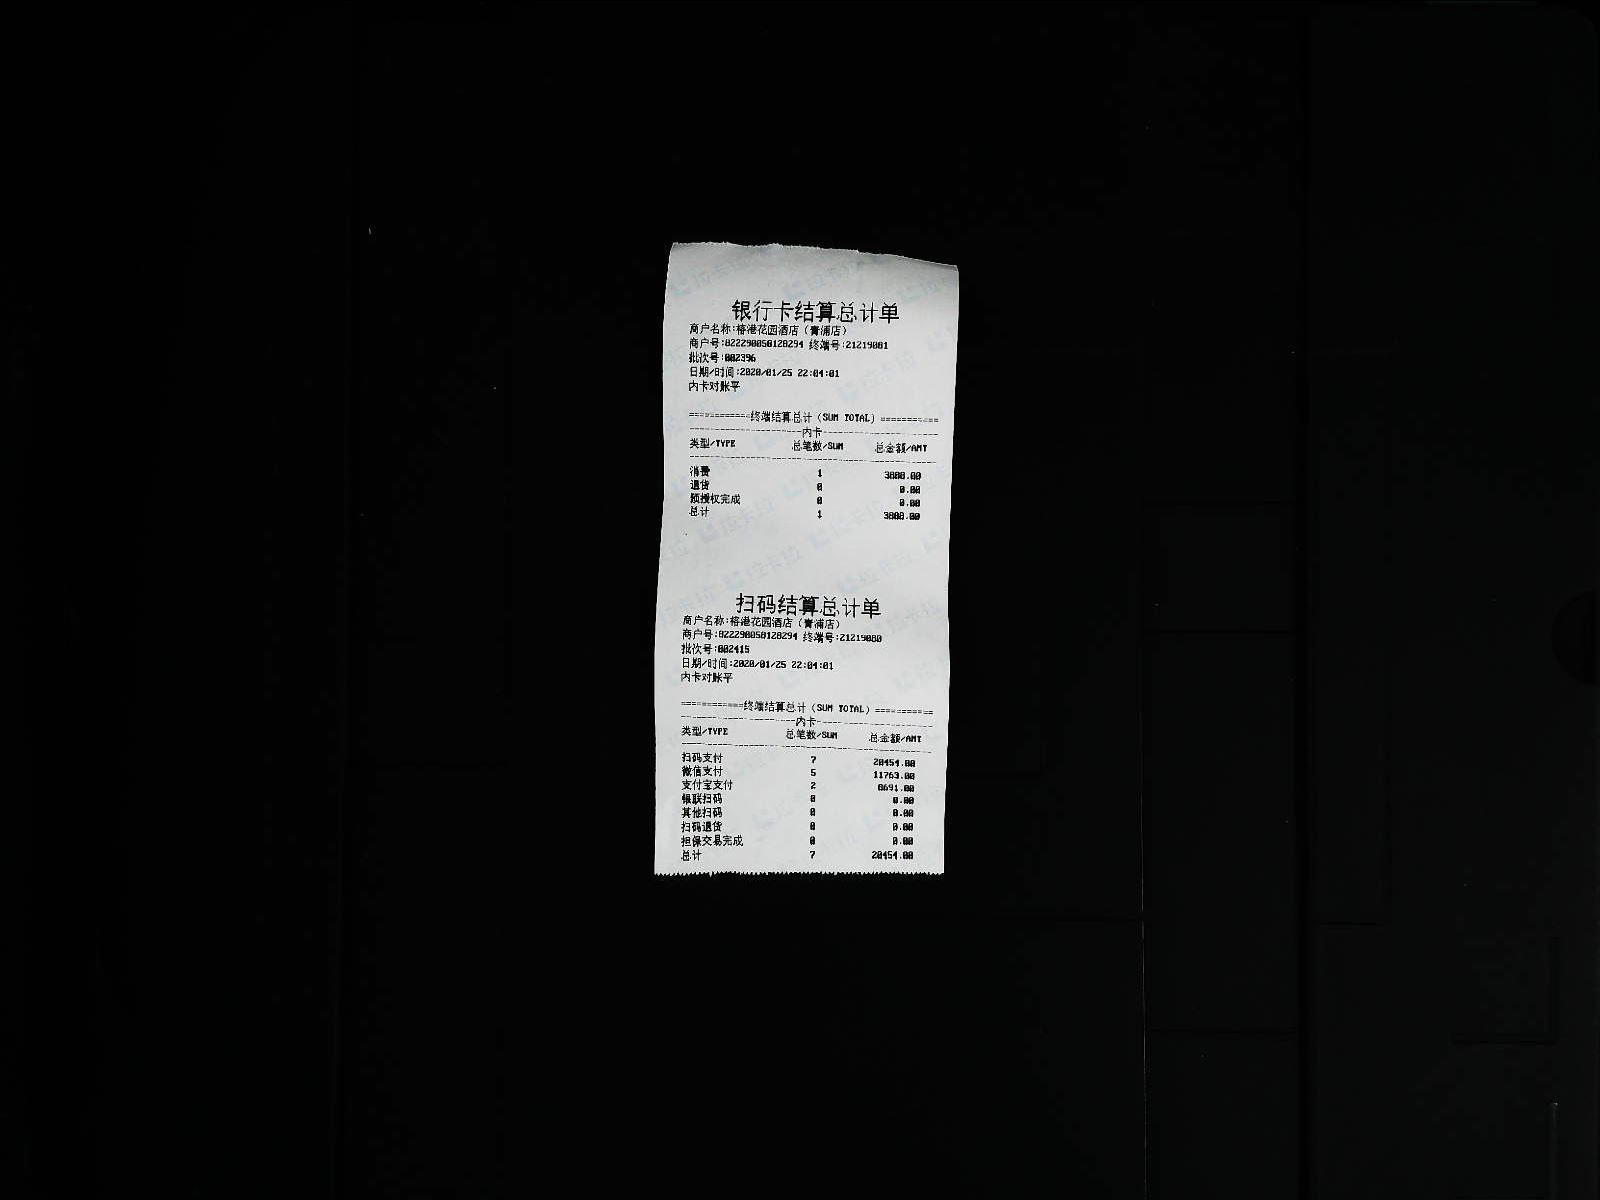 银行卡结算总计单
商户名称:榕港花园酒店（青浦店）
商户号:822290058128294 终端号:21219081
批次号:002396
日期/时间:2020/01/25 22:04:01
内卡对账平
============终端结算总计（SUM TOTAL）===========
----------------------内卡----------------------
类型/TYPE 总笔数/SUM 总金额/AMT
消费 1
退货 0 0.00
预授权完成 0 0.00
总计 1
扫码结算总计单
商户名称:榕港花园酒店（青浦店）
商户号:822290058128294 终端号:21219080
批次号:002415
日期/时间:2020/01/25 22:04:01
内卡对账平
============终端结算总计（SUM TOTAL）===========
----------------------内卡----------------------
类型/TYPE 总笔数/SUM 总金额/AMT
扫码支付 7 20454.00
微信支付 5 11763.00
支付宝支付 2 8691.00
银联扫码 0 0.00
其他扫码 0 0.00
扫码退货 0 0.00
担保交易完成 0 0.00
总计 7 20454.00